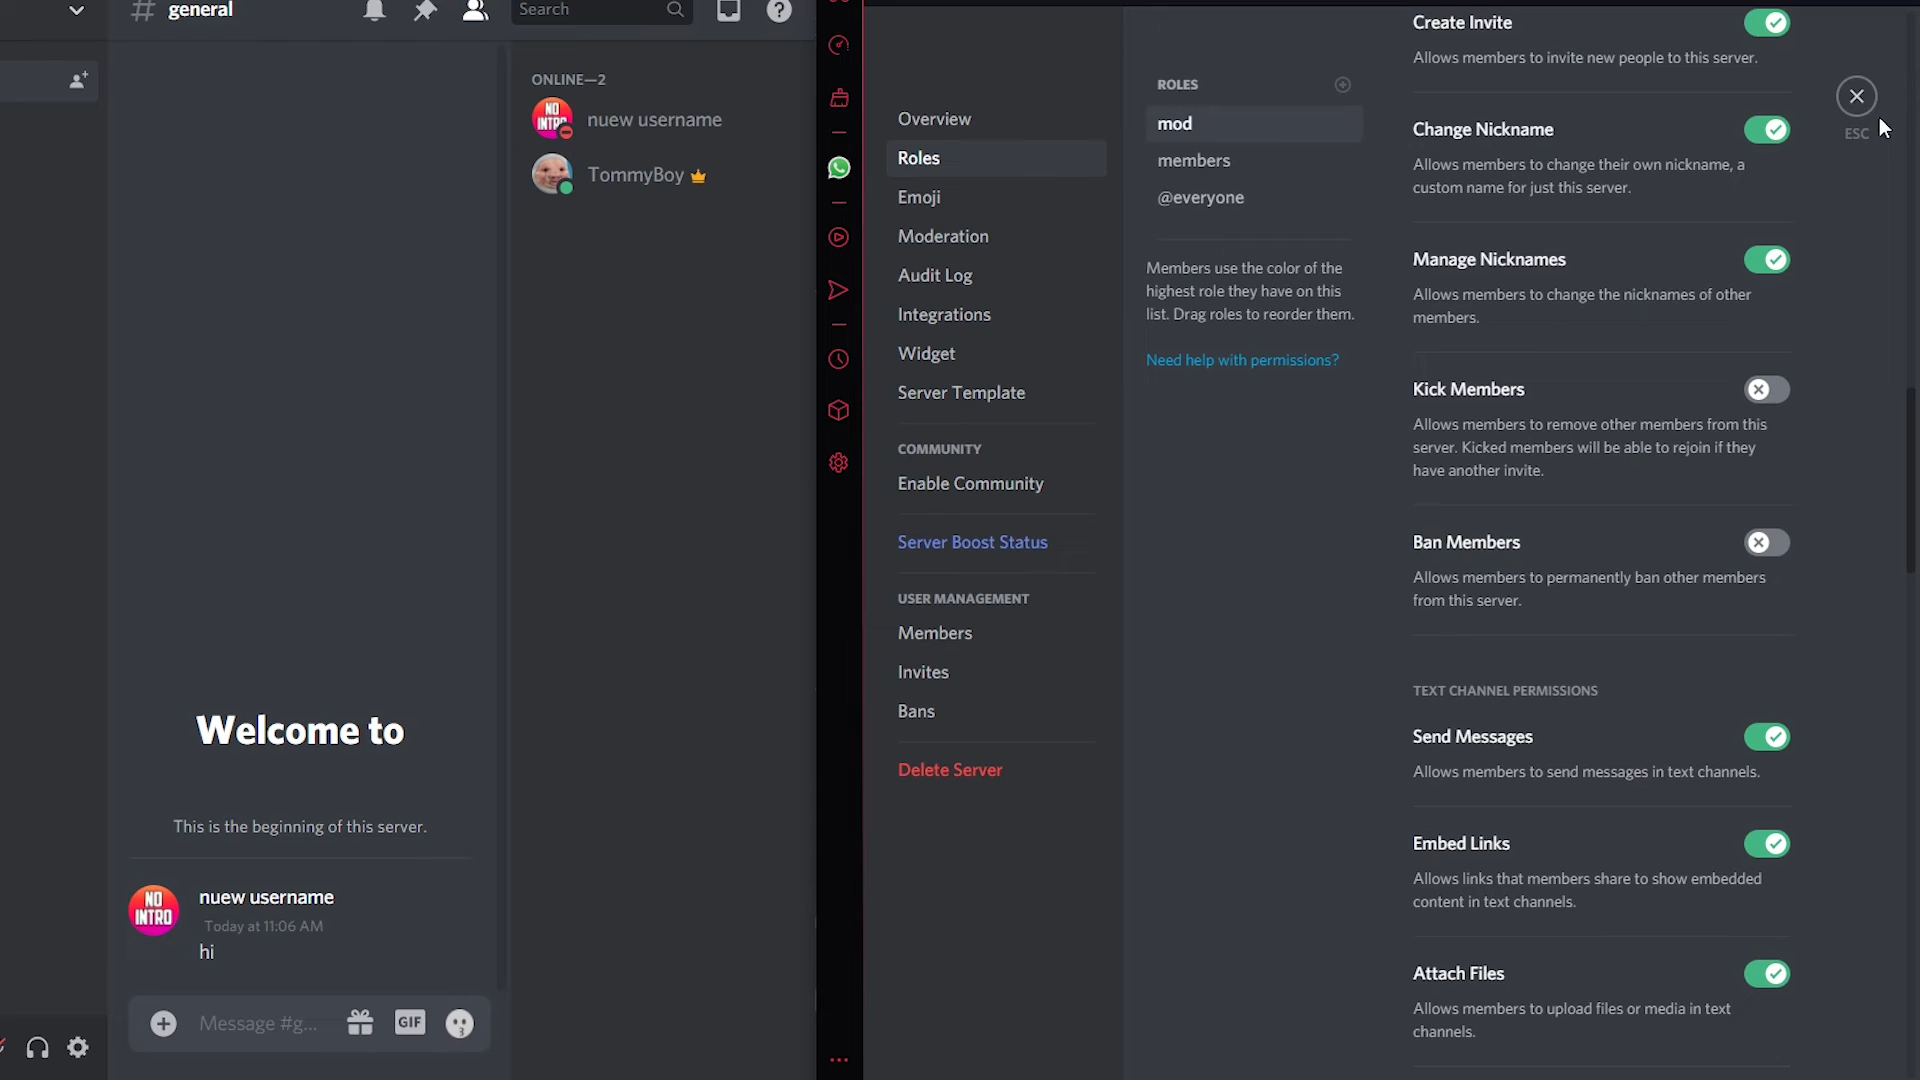 general
Search
ONLINE—2
nuew username
TommyBoy
Welcome to
This is the beginning of this server.
NO
INTRO
nuew username
Today at 11:06 AM
hi
Message #g...
GIF
Overview
Roles
Emoji
Moderation
Audit Log
Integrations
Widget
Server Template
COMMUNITY
Enable Community
Server Boost Status
USER MANAGEMENT
Members
Invites
Bans
Delete Server
ROLES
mod
members
@everyone
Members use the color of the
highest role they have on this
list. Drag roles to reorder them.
Need help with permissions?
Create Invite
Allows members to invite new people to this server.
Change Nickname
Allows members to change their own nickname, a
custom name for just this server.
Manage Nicknames
Allows members to change the nicknames of other
members.
Kick Members
Allows members to remove other members from this
server. Kicked members will be able to rejoin if they
have another invite.
Ban Members
Allows members to permanently ban other members
from this server.
TEXT CHANNEL PERMISSIONS
Send Messages
Allows members to send messages in text channels.
Embed Links
Allows links that members share to show embedded
content in text channels.
Attach Files
Allows members to upload files or media in text
channels.
ESC